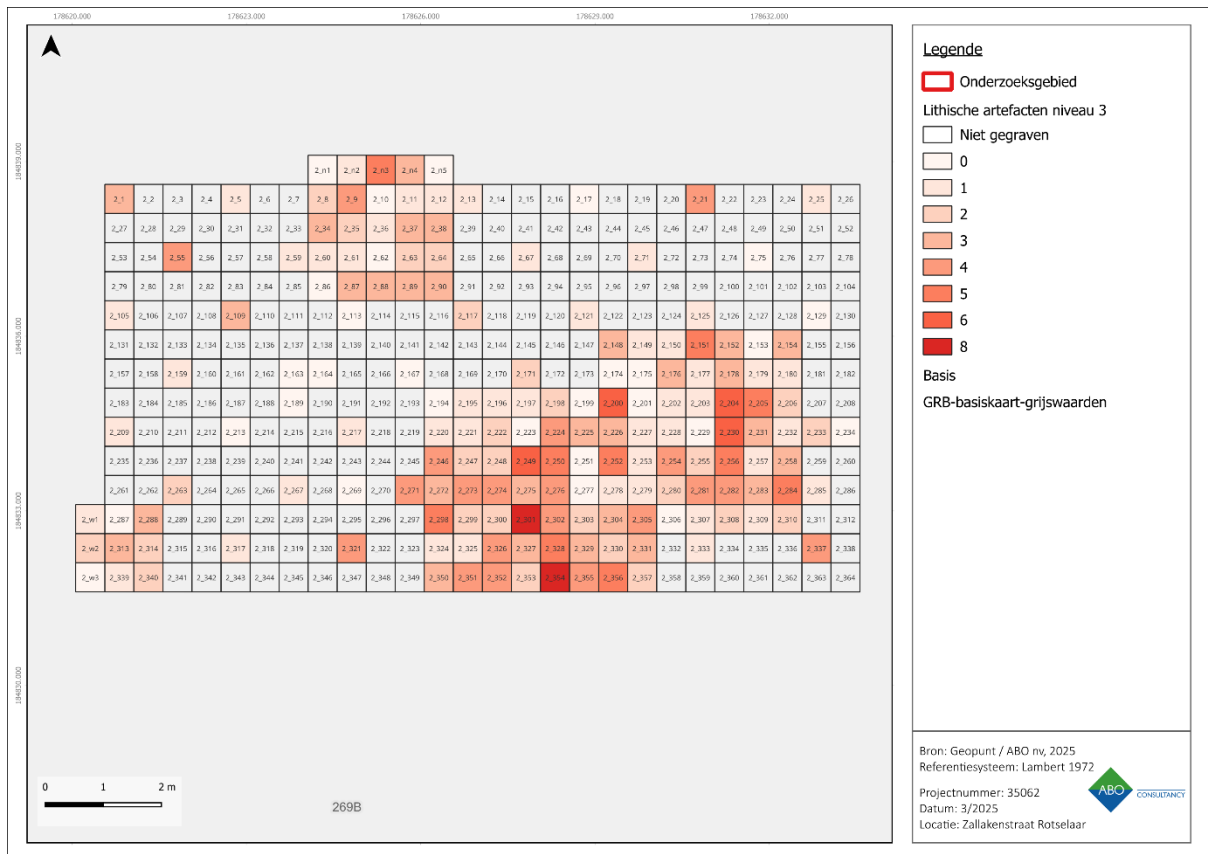 178620.000 178623.000 178626.000 178629.000 178632.000
184839.000
184836.000
184833.000
184830.000
2_n1 2_n2 2_n3 2_n4 2_n5
2_1 2_2 2_3 2_4 2_5 2_6 2_7 2_8 2_9 2_10 2_11 2_12 2_13 2_14 2_15 2_16 2_17 2_18 2_19 2_20 2_21 2_22 2_23 2_24 2_25 2_26
2_27 2_28 2_29 2_30 2_31 2_32 2_33 2_34 2_35 2_36 2_37 2_38 2_39 2_40 2_41 2_42 2_43 2_44 2_45 2_46 2_47 2_48 2_49 2_50 2_51 2_52
2_53 2_54 2_55 2_56 2_57 2_58 2_59 2_60 2_61 2_62 2_63 2_64 2_65 2_66 2_67 2_68 2_69 2_70 2_71 2_72 2_73 2_74 2_75 2_76 2_77 2_78
2_79 2_80 2_81 2_82 2_83 2_84 2_85 2_86 2_87 2_88 2_89 2_90 2_91 2_92 2_93 2_94 2_95 2_96 2_97 2_98 2_99 2_100 2_101 2_102 2_103 2_104
2_105 2_106 2_107 2_108 2_109 2_110 2_111 2_112 2_113 2_114 2_115 2_116 2_117 2_118 2_119 2_120 2_121 2_122 2_123 2_124 2_125 2_126 2_127 2_128 2_129 2_130
2_131 2_132 2_133 2_134 2_135 2_136 2_137 2_138 2_139 2_140 2_141 2_142 2_143 2_144 2_145 2_146 2_147 2_148 2_149 2_150 2_151 2_152 2_153 2_154 2_155 2_156
2_157 2_158 2_159 2_160 2_161 2_162 2_163 2_164 2_165 2_166 2_167 2_168 2_169 2_170 2_171 2_172 2_173 2_174 2_175 2_176 2_177 2_178 2_179 2_180 2_181 2_182
2_183 2_184 2_185 2_186 2_187 2_188 2_189 2_190 2_191 2_192 2_193 2_194 2_195 2_196 2_197 2_198 2_199 2_200 2_201 2_202 2_203 2_204 2_205 2_206 2_207 2_208
2_209 2_210 2_211 2_212 2_213 2_214 2_215 2_216 2_217 2_218 2_219 2_220 2_221 2_222 2_223 2_224 2_225 2_226 2_227 2_228 2_229 2_230 2_231 2_232 2_233 2_234
2_235 2_236 2_237 2_238 2_239 2_240 2_241 2_242 2_243 2_244 2_245 2_246 2_247 2_248 2_249 2_250 2_251 2_252 2_253 2_254 2_255 2_256 2_257 2_258 2_259 2_260
2_261 2_262 2_263 2_264 2_265 2_266 2_267 2_268 2_269 2_270 2_271 2_272 2_273 2_274 2_275 2_276 2_277 2_278 2_279 2_280 2_281 2_282 2_283 2_284 2_285 2_286
2_w1 2_287 2_288 2_289 2_290 2_291 2_292 2_293 2_294 2_295 2_296 2_297 2_298 2_299 2_300 2_301 2_302 2_303 2_304 2_305 2_306 2_307 2_308 2_309 2_310 2_311 2_312
2_w2 2_313 2_314 2_315 2_316 2_317 2_318 2_319 2_320 2_321 2_322 2_323 2_324 2_325 2_326 2_327 2_328 2_329 2_330 2_331 2_332 2_333 2_334 2_335 2_336 2_337 2_338
2_w3 2_339 2_340 2_341 2_342 2_343 2_344 2_345 2_346 2_347 2_348 2_349 2_350 2_351 2_352 2_353 2_354 2_355 2_356 2_357 2_358 2_359 2_360 2_361 2_362 2_363 2_364
0 1 2 m
269B
Legende
Onderzoeksgebied
Lithische artefacten niveau 3
Niet gegraven
0
1
2
3
4
5
6
8
Basis
GRB-basiskaart-grijswaarden
Bron: Geopunt / ABO nv, 2025
Referentiesysteem: Lambert 1972
Projectnummer: 35062
Datum: 3/2025
Locatie: Zallakenstraat Rotselaar
ABO CONSULTANCY